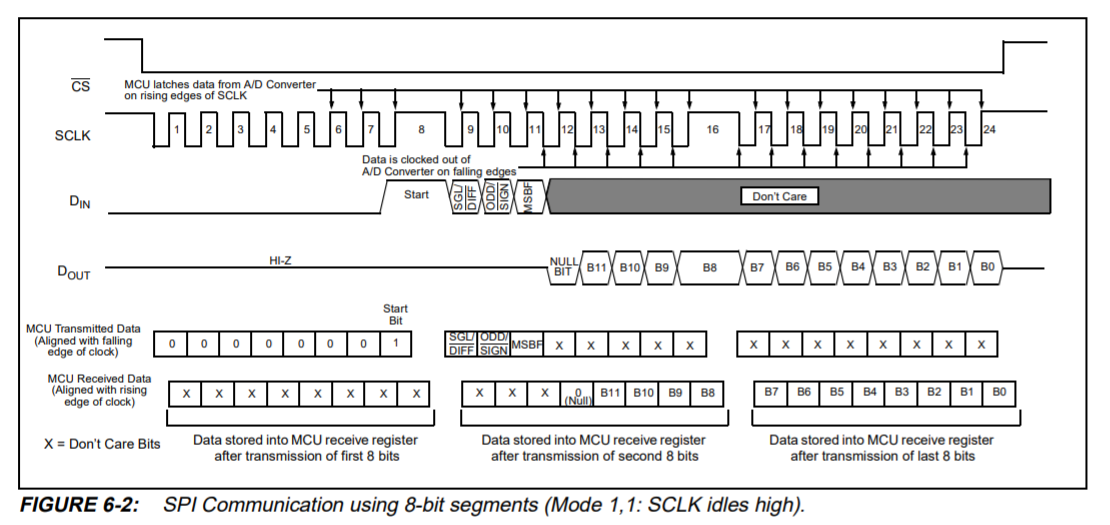 CS
MCU latches data from A/D Converter
on rising edges of SCLK
SCLK
1 2 3 4 5 6 7 8 9 10 11 12 13 14 15 16 17 18 19 20 21 22 23 24
Data is clocked out of
A/D Converter on falling edges
DIN
Start
SGL/
DIFF
ODD/
SIGN
MSBF
Don't Care
DOUT
HI-Z
NULL
BIT
B11 B10 B9 B8 B7 B6 B5 B4 B3 B2 B1 B0
Start
Bit
MCU Transmitted Data
(Aligned with falling
edge of clock)
0 0 0 0 0 0 0 1
SGL/
DIFF
ODD/
SIGN
MSBF X X X X X
X X X X X X X X
MCU Received Data
(Aligned with rising
edge of clock)
X X X X X X X X
X X X 0
(Null)
B11 B10 B9 B8
B7 B6 B5 B4 B3 B2 B1 B0
X = Don't Care Bits
Data stored into MCU receive register
after transmission of first 8 bits
Data stored into MCU receive register
after transmission of second 8 bits
Data stored into MCU receive register
after transmission of last 8 bits
FIGURE 6-2: SPI Communication using 8-bit segments (Mode 1,1: SCLK idles high).